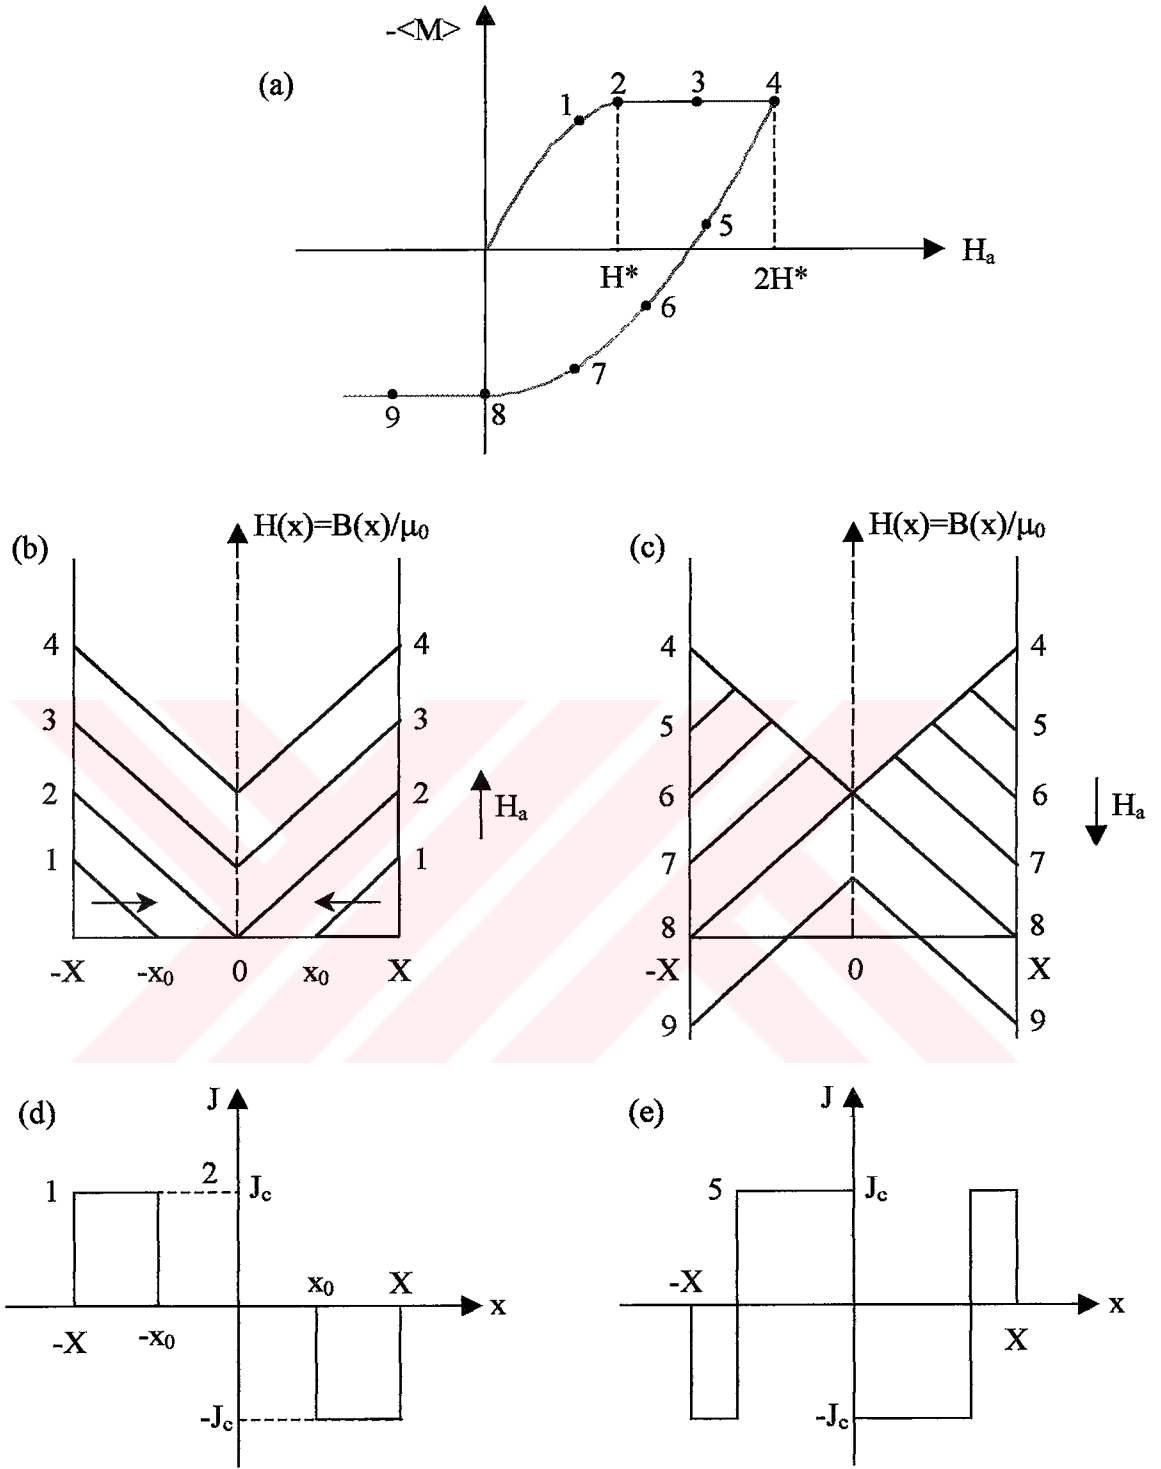 -<M>
(a)
1
2
3
4
5
H* 2H* Hₐ
6
7
9
8
(b) H(x)=B(x)/μ₀
4 4
3 3
2 2
Hₐ
1 1
-X -x₀ 0 x₀ X
(c) H(x)=B(x)/μ₀
4 4
5 5
6 6
Hₐ
7 7
8 8
-X 0 X
9 9
(d) J
1 2 J꜀
x₀ X
x
-X -x₀
-J꜀
(e) J
5 J꜀
-X
x
X
-J꜀